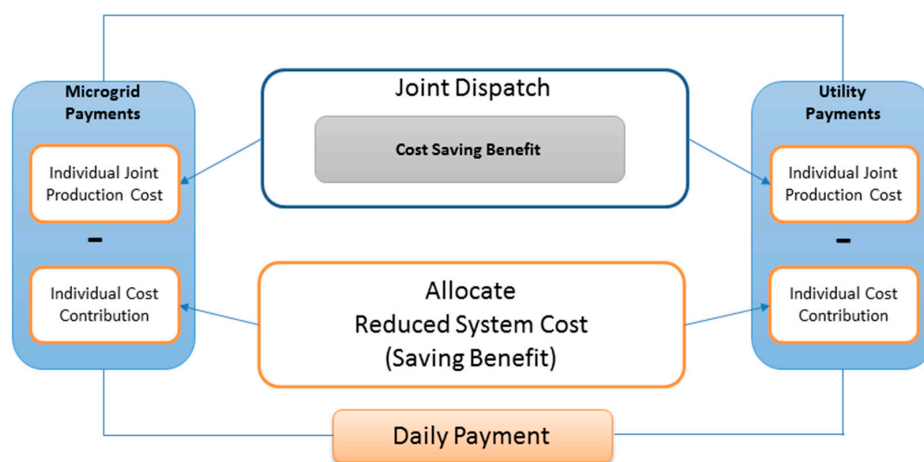 Microgrid
Payments
Individual Joint
Production Cost
-
Individual Cost
Contribution
Joint Dispatch
Cost Saving Benefit
Allocate
Reduced System Cost
(Saving Benefit)
Daily Payment
Utility
Payments
Individual Joint
Production Cost
-
Individual Cost
Contribution